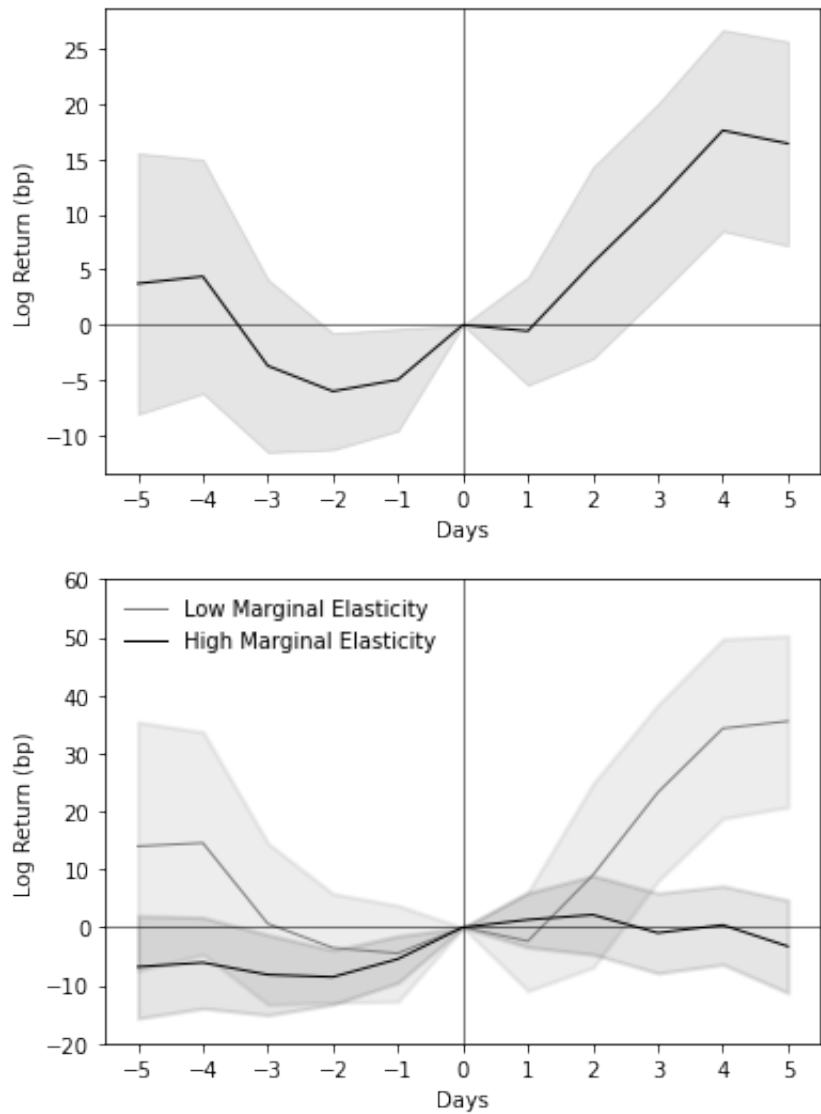 25
20
15
10
5
0
−5
−10
Log Return (bp)
−5 −4 −3 −2 −1 0 1 2 3 4 5
Days
60
50
40
30
20
10
0
−10
−20
Log Return (bp)
Low Marginal Elasticity
High Marginal Elasticity
−5 −4 −3 −2 −1 0 1 2 3 4 5
Days